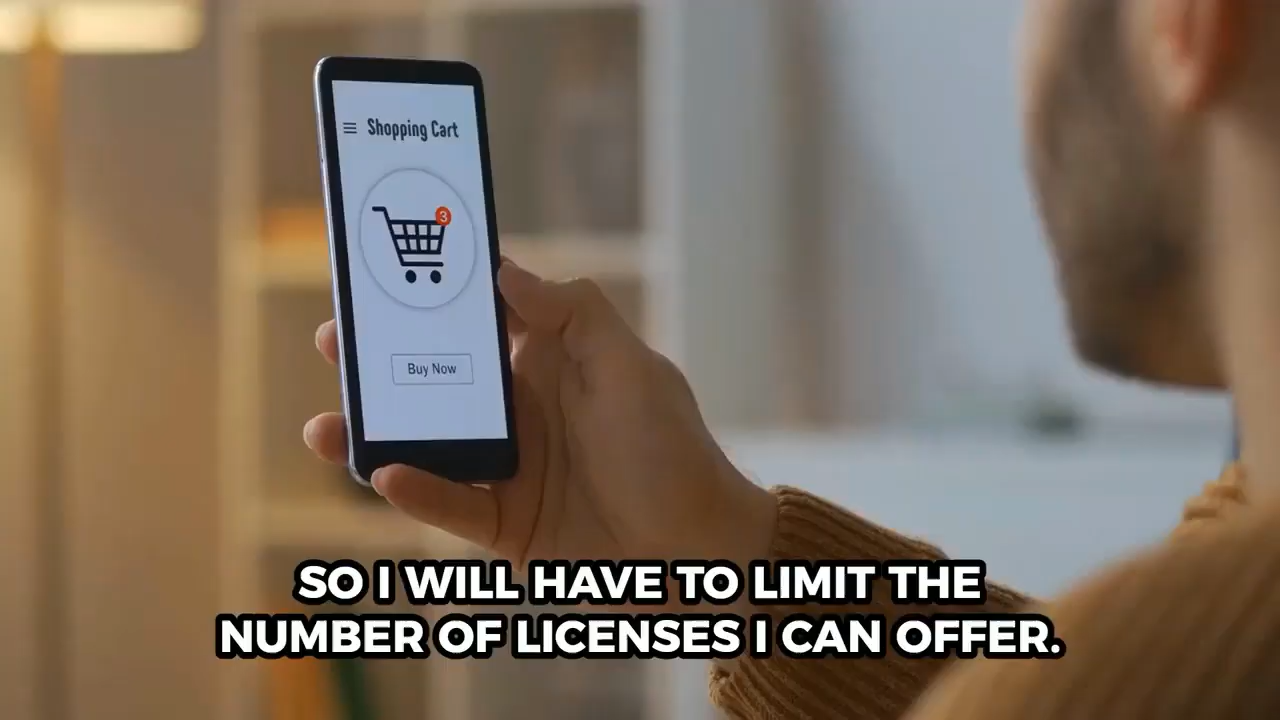 Shopping Cart
3
Buy Now
SO I WILL HAVE TO LIMIT THE
NUMBER OF LICENSES I CAN OFFER.